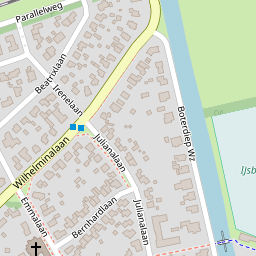 Parallelweg
Beatrixlaan
Irenelaan
Boterdiep Wz
Julianalaan
IJsb
Wilhelminalaan
Emmalaan
Bernhardlaan
Julianalaan